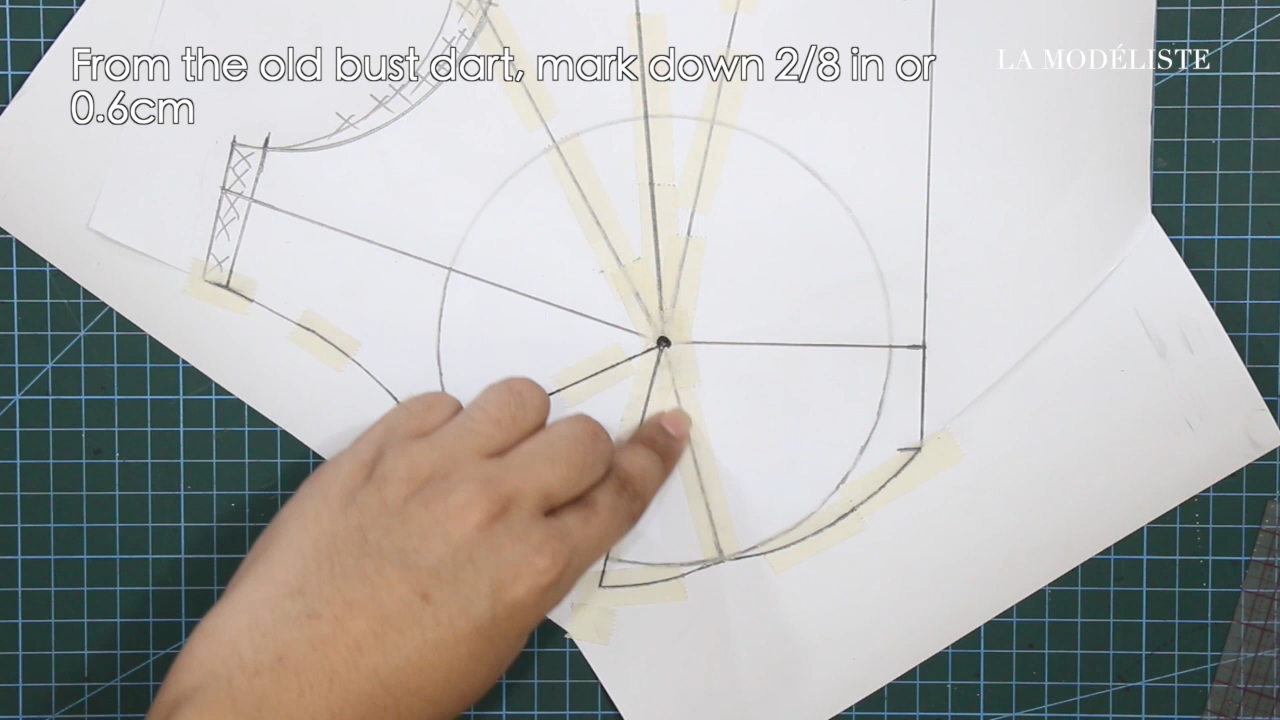 From the old bust dart, mark down 2/8 in or
0.6cm
LA MODÉLISTE